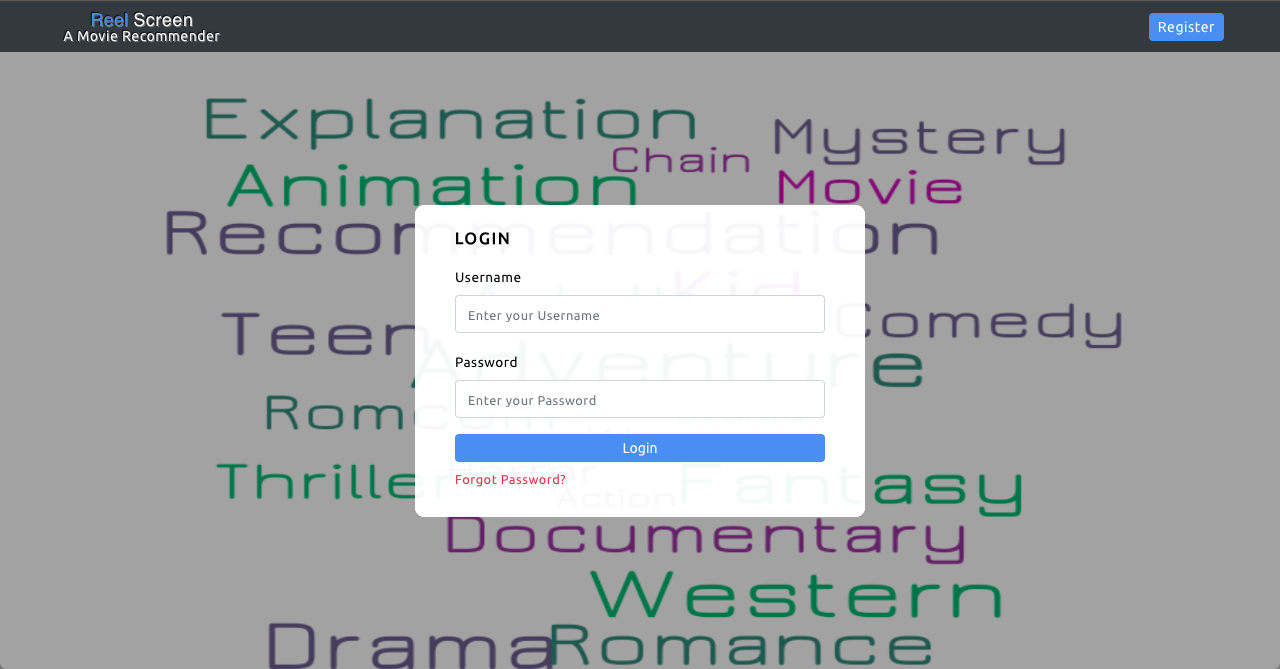 Reel Screen
A Movie Recommender
Register
Explanation
Mystery
Chain
Animation
Movie
Recommendation
LOGIN
Username
Kid
Enter your Username
Comedy
Teen
Adventure
Password
Enter your Password
Romcom
Drama
Login
Horror
Thriller
Fantasy
Forgot Password?
Action
Documentary
Western
Drama
Romance